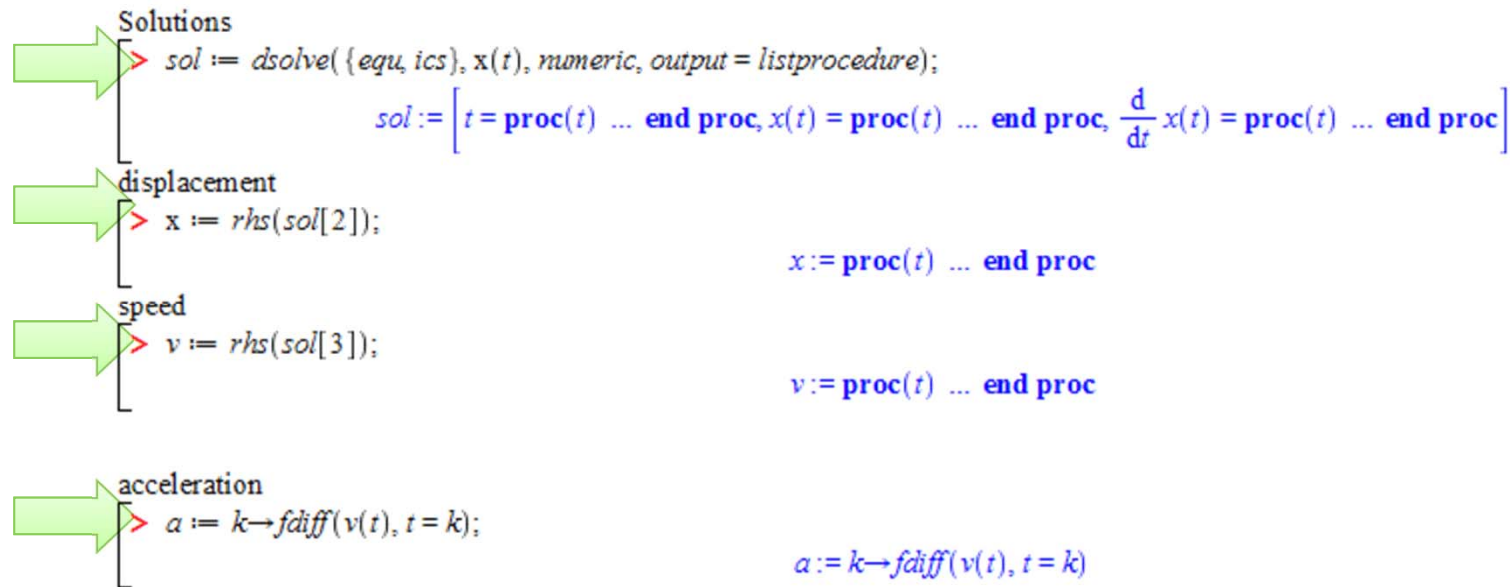 Solutions
> sol := dsolve( {equ, ics}, x(t), numeric, output = listprocedure);
sol := [t = proc(t) ... end proc, x(t) = proc(t) ... end proc, d/dt x(t) = proc(t) ... end proc]
displacement
> x := rhs(sol[2]);
x := proc(t) ... end proc
speed
> v := rhs(sol[3]);
v := proc(t) ... end proc
acceleration
> a := k→fdiff(v(t), t = k);
a := k→fdiff(v(t), t = k)